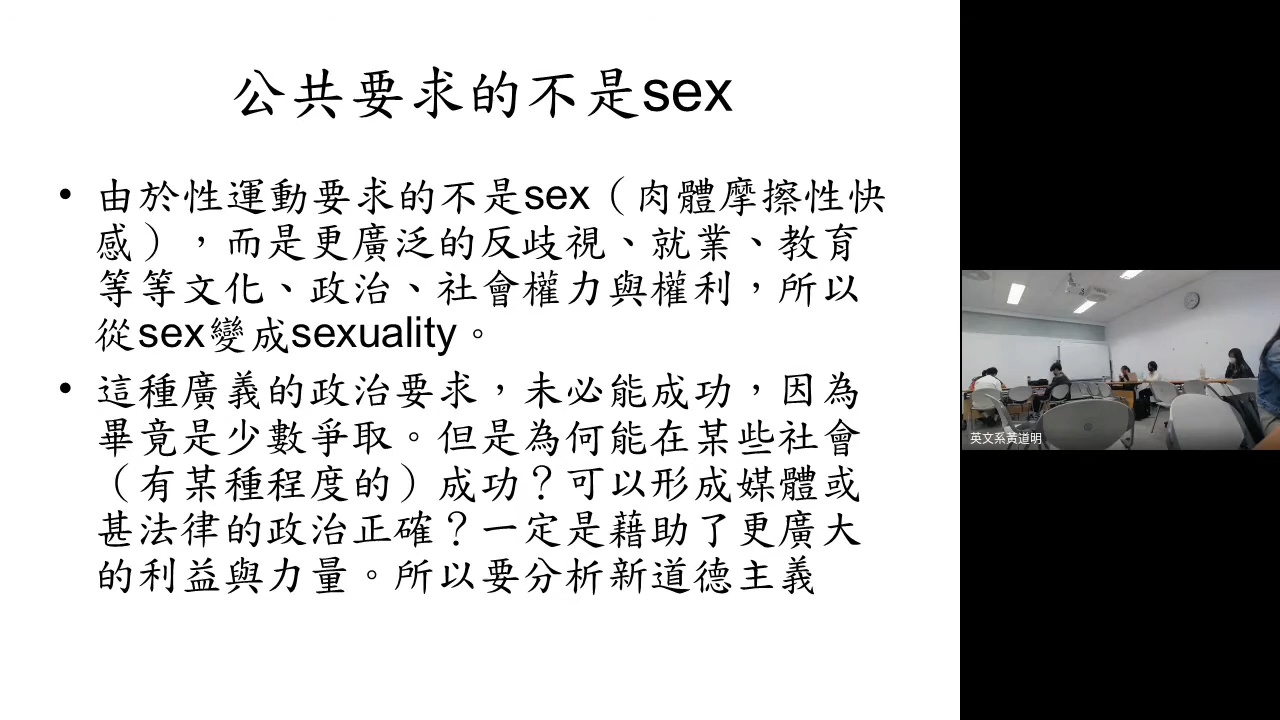 公共要求的不是sex
• 由於性運動要求的不是sex（肉體摩擦性快
感），而是更廣泛的反歧視、就業、教育
等等文化、政治、社會權力與權利，所以
從sex變成sexuality。
• 這種廣義的政治要求，未必能成功，因為
畢竟是少數爭取。但是為何能在某些社會
（有某種程度的）成功？可以形成媒體或
甚法律的政治正確？一定是藉助了更廣大
的利益與力量。所以要分析新道德主義
英文系黃道明